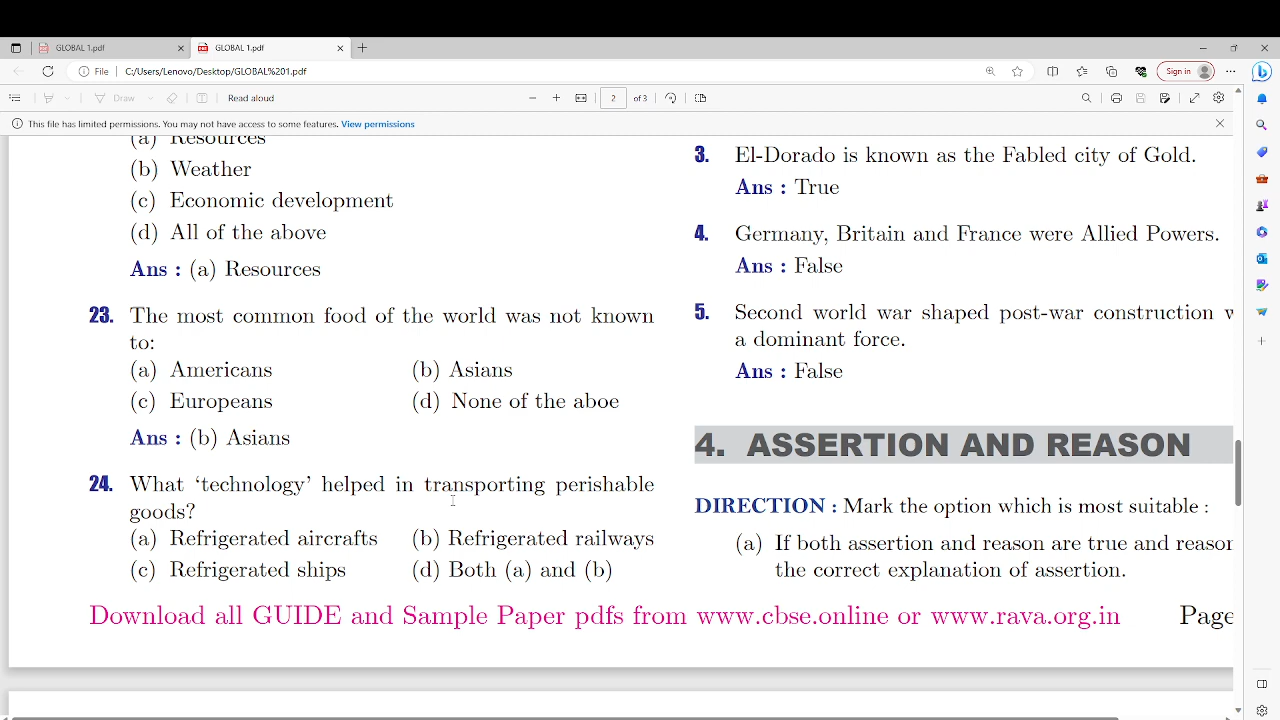 GLOBAL 1.pdf
GLOBAL 1.pdf
File C:/Users/Lenovo/Desktop/GLOBAL%201.pdf
Sign in
Draw
Read aloud
2 of 3
This file has limited permissions. You may not have access to some features. View permissions
(a) Resources
(b) Weather
(c) Economic development
(d) All of the above
Ans : (a) Resources
23. The most common food of the world was not known
to:
(a) Americans (b) Asians
(c) Europeans (d) None of the aboe
Ans : (b) Asians
24. What ‘technology’ helped in transporting perishable
goods?
(a) Refrigerated aircrafts (b) Refrigerated railways
(c) Refrigerated ships (d) Both (a) and (b)
3. El-Dorado is known as the Fabled city of Gold.
Ans : True
4. Germany, Britain and France were Allied Powers.
Ans : False
5. Second world war shaped post-war construction
a dominant force.
Ans : False
4. ASSERTION AND REASON
DIRECTION : Mark the option which is most suitable :
(a) If both assertion and reason are true and reason
the correct explanation of assertion.
Download all GUIDE and Sample Paper pdfs from www.cbse.online or www.rava.org.in Page